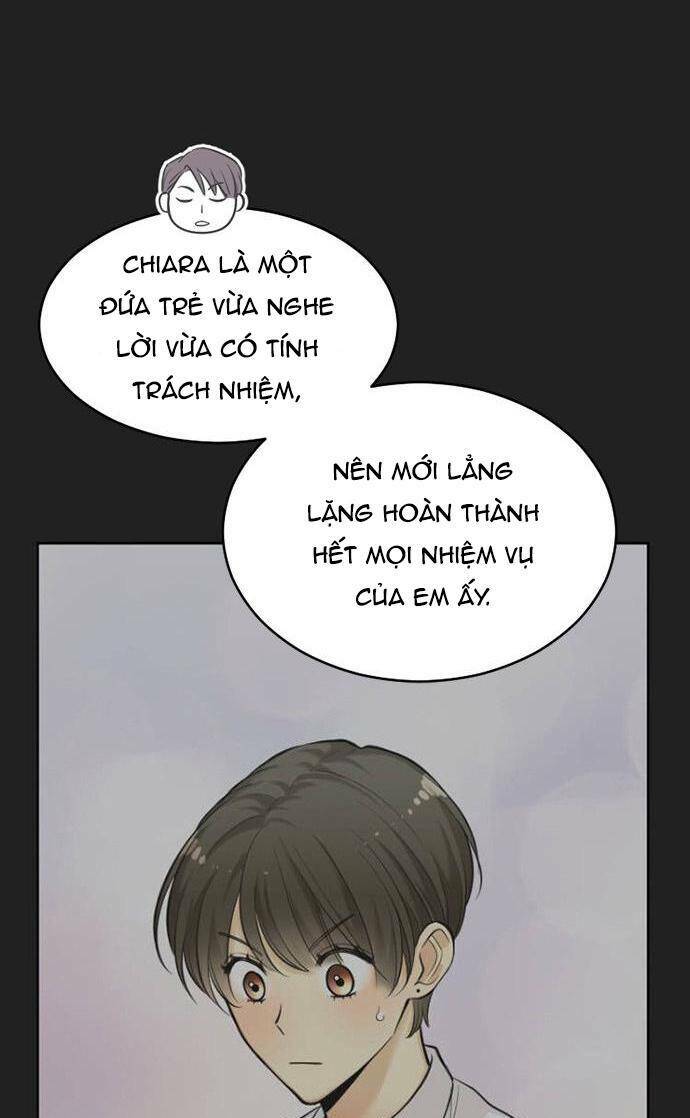 CHIARA LÀ MỘT
ĐỨA TRẺ VỪA NGHE
LỜI VỪA CÓ TÍNH
TRÁCH NHIỆM,
NÊN MỚI LẲNG
LẶNG HOÀN THÀNH
HẾT MỌI NHIỆM VỤ
CỦA EM ẤY.